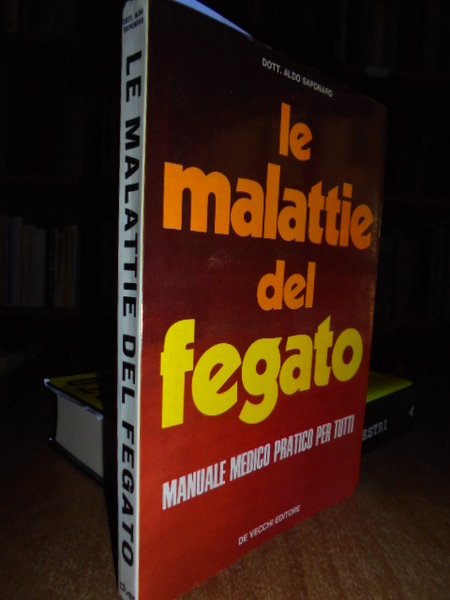 DOTT. ALDO SAPONARO
le
malattie
del
fegato
MANUALE MEDICO PRATICO PER TUTTI
DE VECCHI EDITORE
LE MALATTIE DEL FEGATO
ESTRI